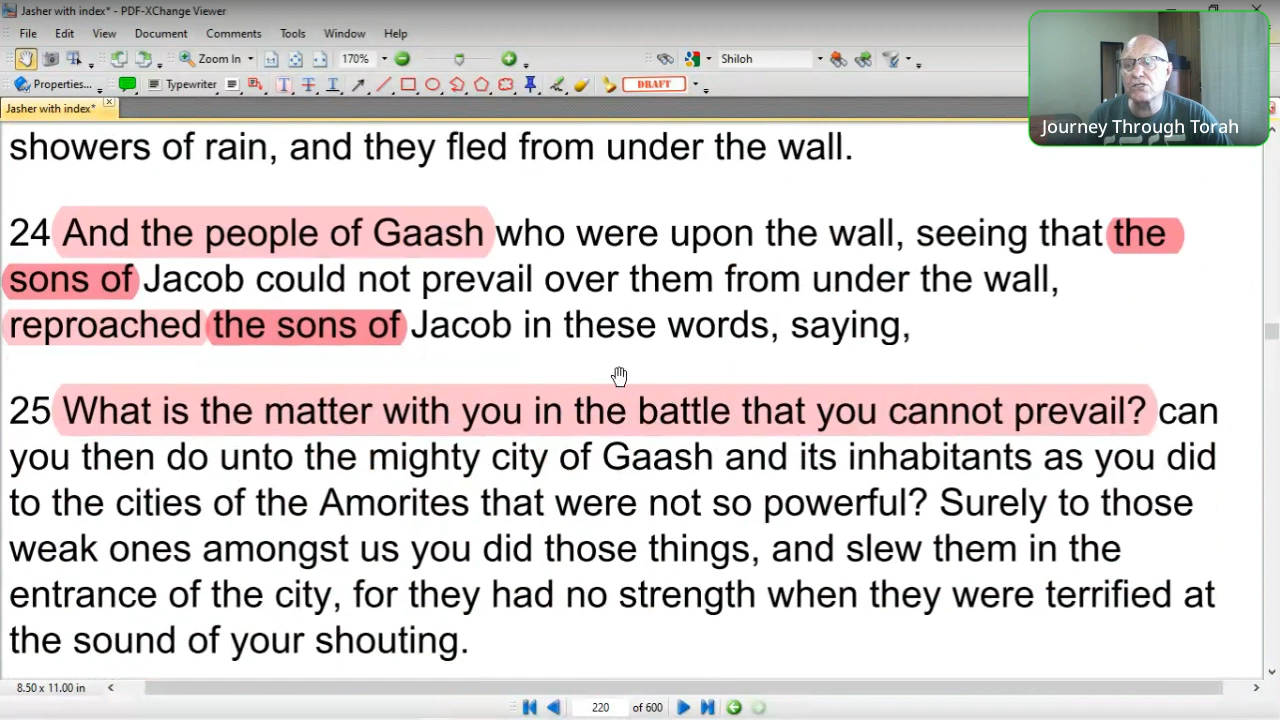 Jasher with index* - PDF-XChange Viewer
File Edit View Document Comments Tools Window Help
Zoom In 170% Shiloh
Properties... Typewriter DRAFT
Jasher with index*
Journey Through Torah
showers of rain, and they fled from under the wall.
24 And the people of Gaash who were upon the wall, seeing that the
sons of Jacob could not prevail over them from under the wall,
reproached the sons of Jacob in these words, saying,
25 What is the matter with you in the battle that you cannot prevail? can
you then do unto the mighty city of Gaash and its inhabitants as you did
to the cities of the Amorites that were not so powerful? Surely to those
weak ones amongst us you did those things, and slew them in the
entrance of the city, for they had no strength when they were terrified at
the sound of your shouting.
8.50 x 11.00 in
220 of 600